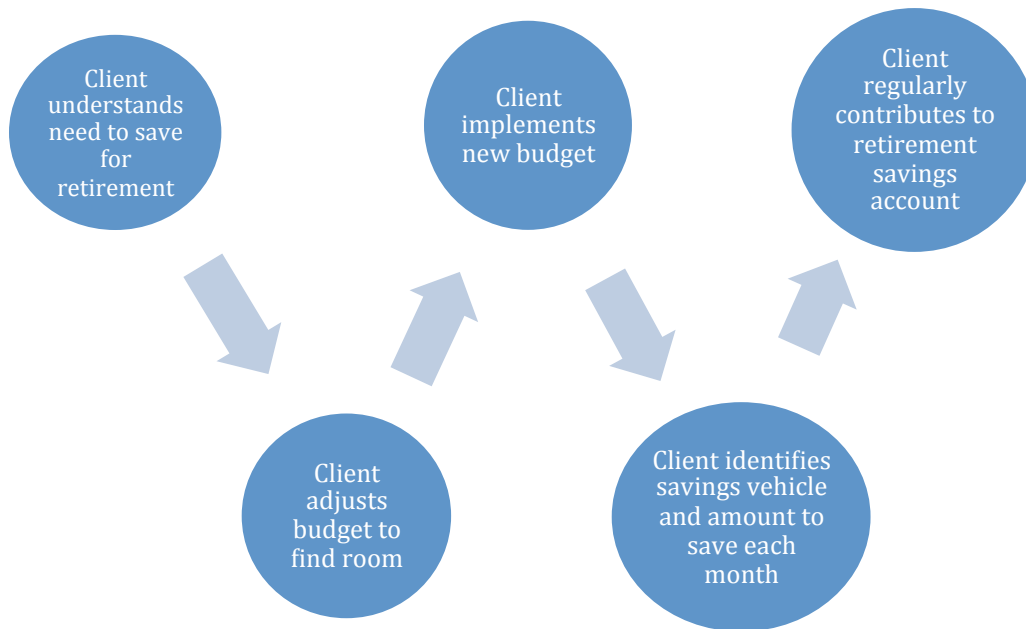 Client
understands
need to save
for
retirement
Client
adjusts
budget to
find room
Client
implements
new budget
Client identifies
savings vehicle
and amount to
save each
month
Client
regularly
contributes to
retirement
savings
account